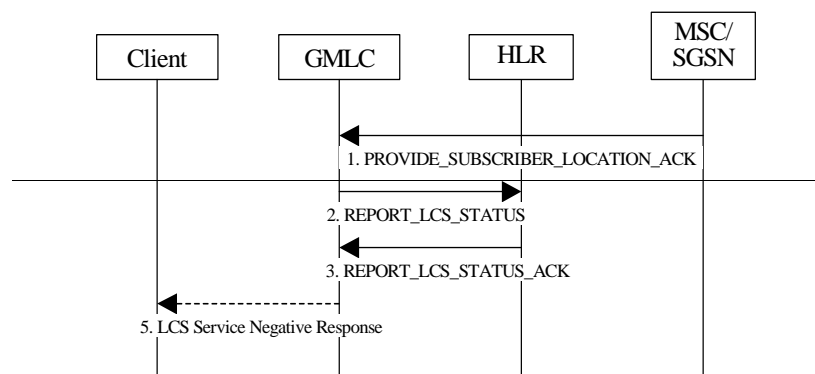 Client
GMLC
HLR
MSC/
SGSN
1. PROVIDE_SUBSCRIBER_LOCATION_ACK
2. REPORT_LCS_STATUS
3. REPORT_LCS_STATUS_ACK
5. LCS Service Negative Response